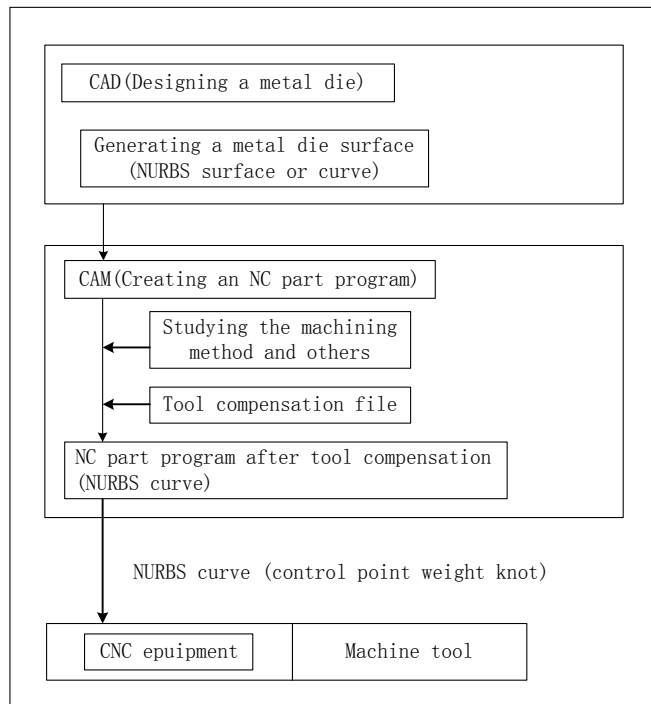 CAD(Designing a metal die)
Generating a metal die surface
(NURBS surface or curve)
CAM(Creating an NC part program)
Studying the machining
method and others
Tool compensation file
NC part program after tool compensation
(NURBS curve)
NURBS curve (control point weight knot)
CNC epuipment
Machine tool